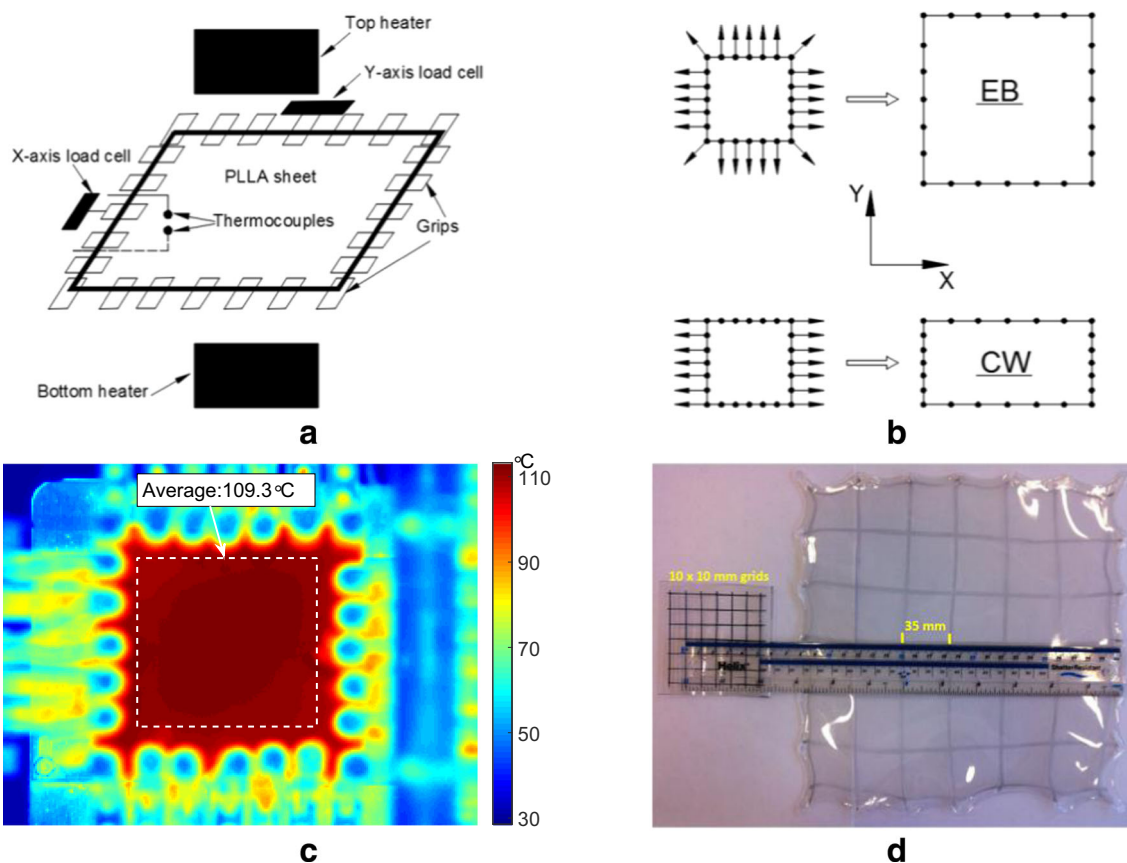 Top heater
Y-axis load cell
X-axis load cell
PLLA sheet
Thermocouples
Grips
Bottom heater
a
EB
Y
X
CW
b
°C
Average:109.3°C
110
90
70
50
30
c
10 x 10 mm grids
35 mm
Helix
d